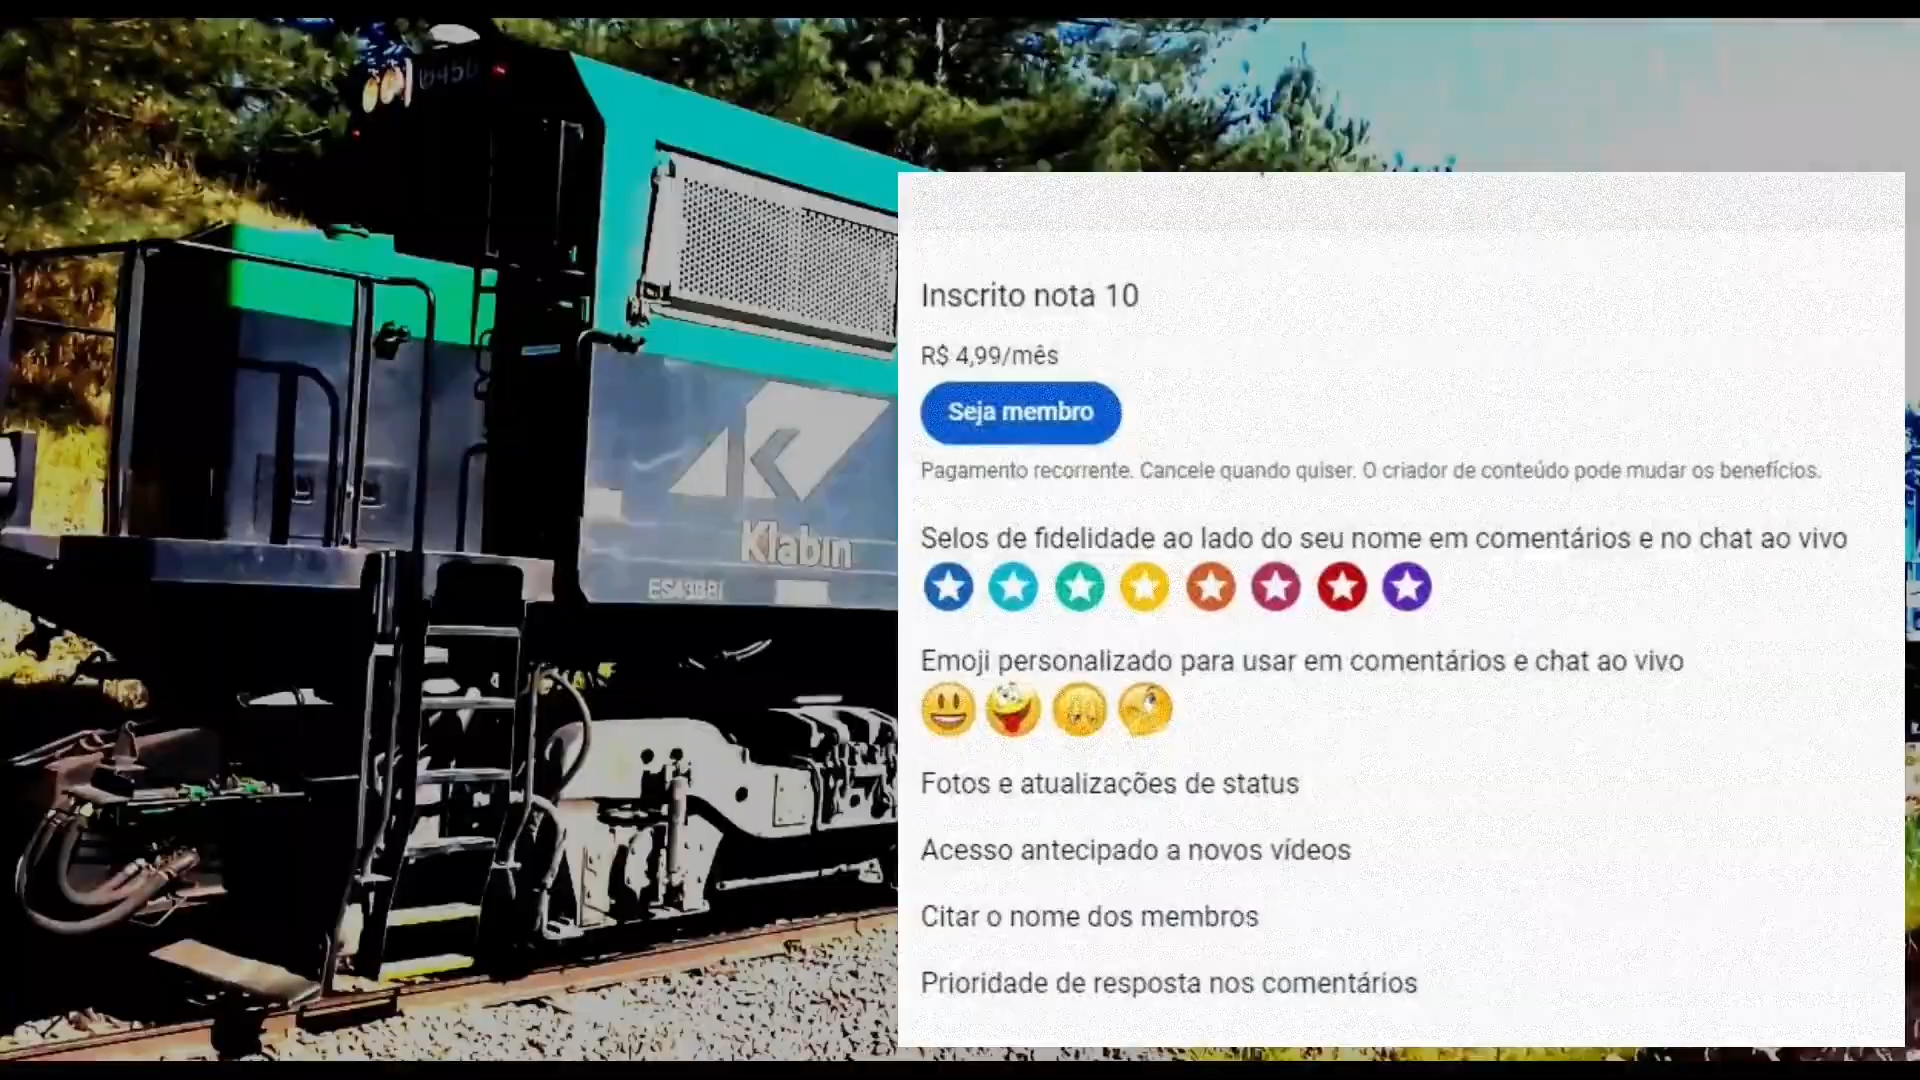 Klabin
Inscrito nota 10
R$ 4,99/mês
Seja membro
Pagamento recorrente. Cancele quando quiser. O criador de conteúdo pode mudar os benefícios.
Selos de fidelidade ao lado do seu nome em comentários e no chat ao vivo
Emoji personalizado para usar em comentários e chat ao vivo
Fotos e atualizações de status
Acesso antecipado a novos vídeos
Citar o nome dos membros
Prioridade de resposta nos comentários